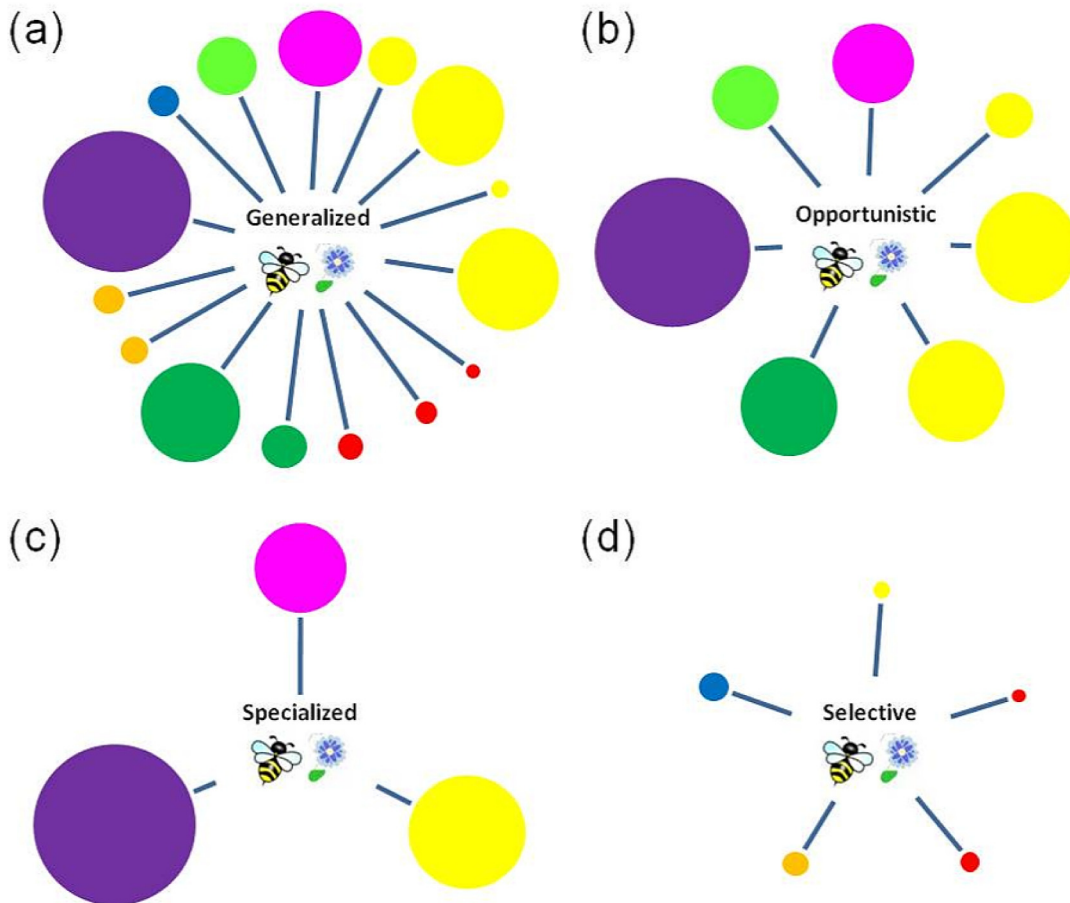 (a)
Generalized
(b)
Opportunistic
(c)
Specialized
(d)
Selective